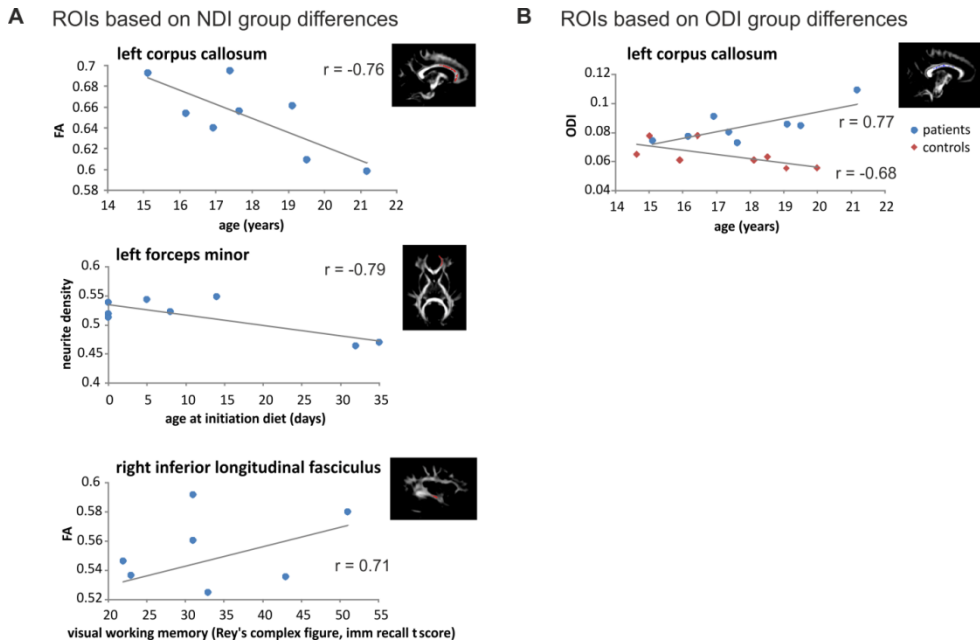 A ROIs based on NDI group differences
left corpus callosum
r = -0.76
0.7
0.68
0.66
0.64
0.62
0.6
0.58
FA
14 15 16 17 18 19 20 21 22
age (years)
left forceps minor
r = -0.79
0.6
0.55
0.5
0.45
0.4
neurite density
0 5 10 15 20 25 30 35
age at initiation diet (days)
right inferior longitudinal fasciculus
0.6
0.58
0.56
0.54
0.52
FA
r = 0.71
20 25 30 35 40 45 50 55
visual working memory (Rey's complex figure, imm recall t score)
B ROIs based on ODI group differences
left corpus callosum
0.12
0.1
0.08
0.06
0.04
ODI
r = 0.77
r = -0.68
14 15 16 17 18 19 20 21 22
age (years)
patients
controls